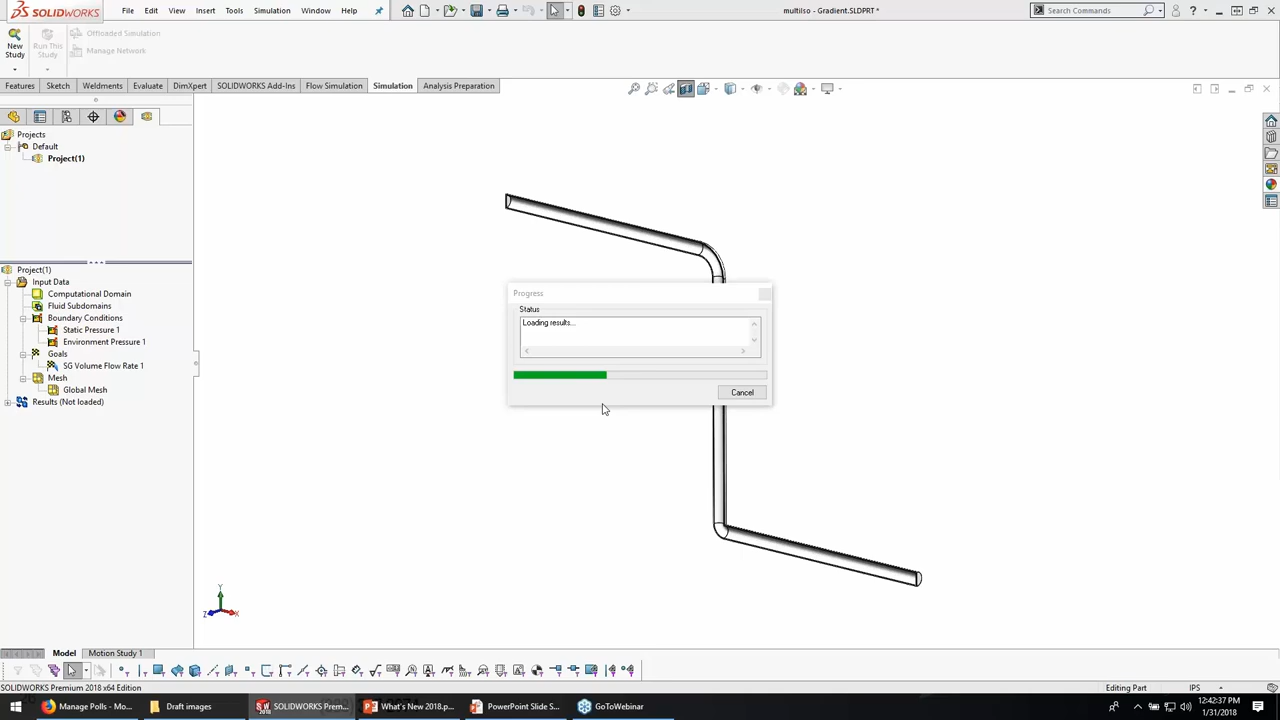 SOLIDWORKS
File
Edit
View
Insert
Tools
Simulation
Window
Help
multiIso - Gradient.SLDPRT *
Search Commands
New Study
Run This Study
Offloaded Simulation
Manage Network
Features
Sketch
Weldments
Evaluate
DimXpert
SOLIDWORKS Add-Ins
Flow Simulation
Simulation
Analysis Preparation
Projects
Default
Project(1)
Project(1)
Input Data
Computational Domain
Fluid Subdomains
Boundary Conditions
Static Pressure 1
Environment Pressure 1
Goals
SG Volume Flow Rate 1
Mesh
Global Mesh
Results (Not loaded)
Progress
Status
Loading results...
Cancel
Y
Z
X
Model
Motion Study 1
SOLIDWORKS Premium 2018 x64 Edition
Editing Part
IPS
Manage Polls - Mo...
Draft images
SOLIDWORKS Prem...
What's New 2018.p...
PowerPoint Slide S...
GoToWebinar
12:42:37 PM
1/31/2018